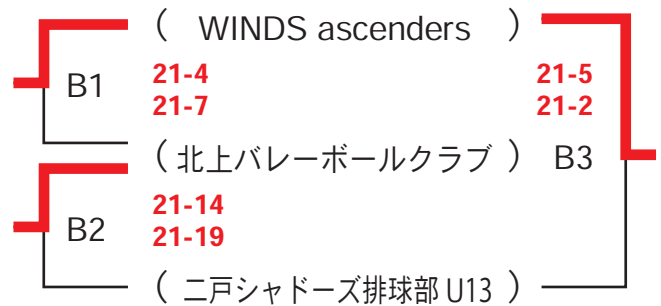 ( WINDS ascenders )
B1
21-4
21-7
21-5
21-2
( 北上バレーボールクラブ )
B3
B2
21-14
21-19
( 二戸シャドーズ排球部 U13 )